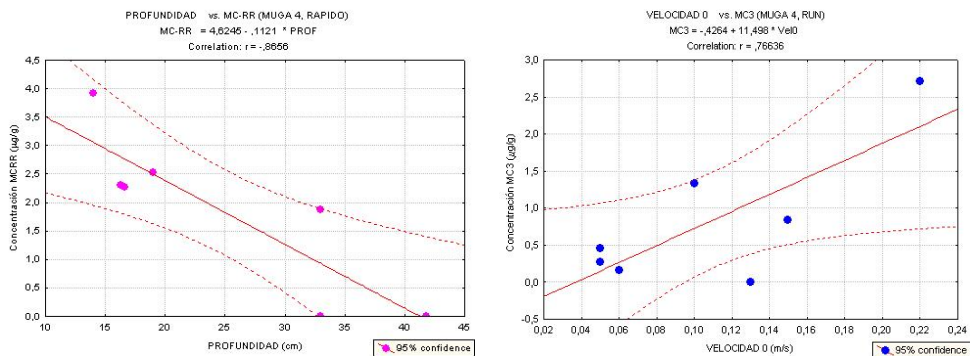 PROFUNDIDAD vs. MC-RR (MUGA 4, RAPIDO)
MC-RR = 4,6245 - ,1121 * PROF
Correlation: r = -,8656
Concentración MCRR (µg/g)
4,5
4,0
3,5
3,0
2,5
2,0
1,5
1,0
0,5
0,0
10 15 20 25 30 35 40 45
PROFUNDIDAD (cm)
95% confidence
VELOCIDAD 0 vs. MC3 (MUGA 4, RUN)
MC3 = -,4264 + 11,498 * Vel0
Correlation: r = ,76636
Concentración MC3 (µg/g)
3,0
2,5
2,0
1,5
1,0
0,5
0,0
-0,5
0,02 0,04 0,06 0,08 0,10 0,12 0,14 0,16 0,18 0,20 0,22 0,24
VELOCIDAD 0 (m/s)
95% confidence